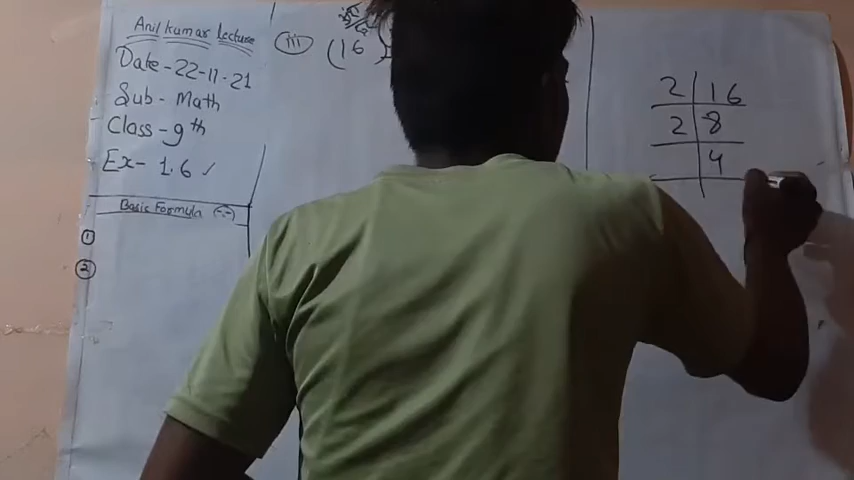 Anil kumar Lecture
Date - 22-11-21
Sub - Math
Class - 9th
Ex - 1.6 ✓
Basic Formula
①
②
(iii) (16)
2 | 16
2 | 8
4